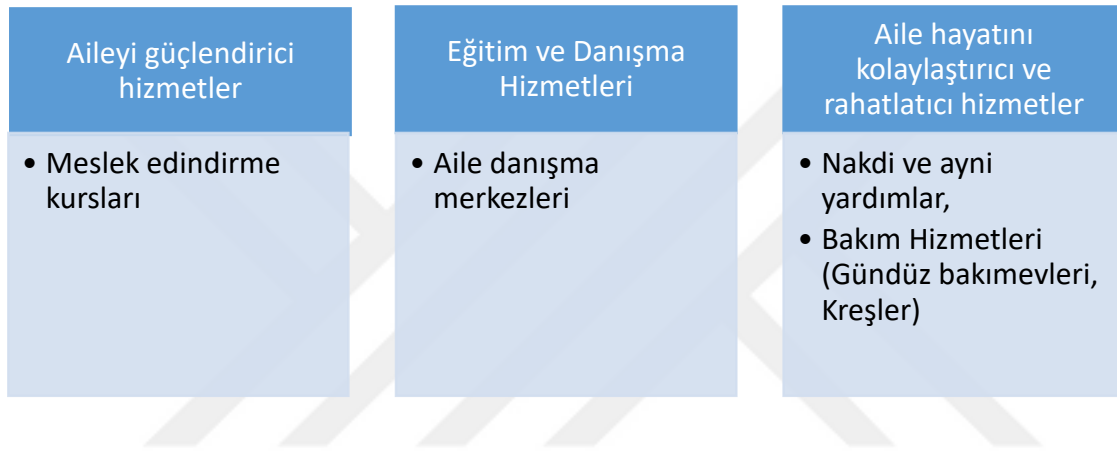 Aileyi güçlendirici
hizmetler
• Meslek edindirme
kursları
Eğitim ve Danışma
Hizmetleri
• Aile danışma
merkezleri
Aile hayatını
kolaylaştırıcı ve
rahatlatıcı hizmetler
• Nakdi ve ayni
yardımlar,
• Bakım Hizmetleri
(Gündüz bakımevleri,
Kreşler)